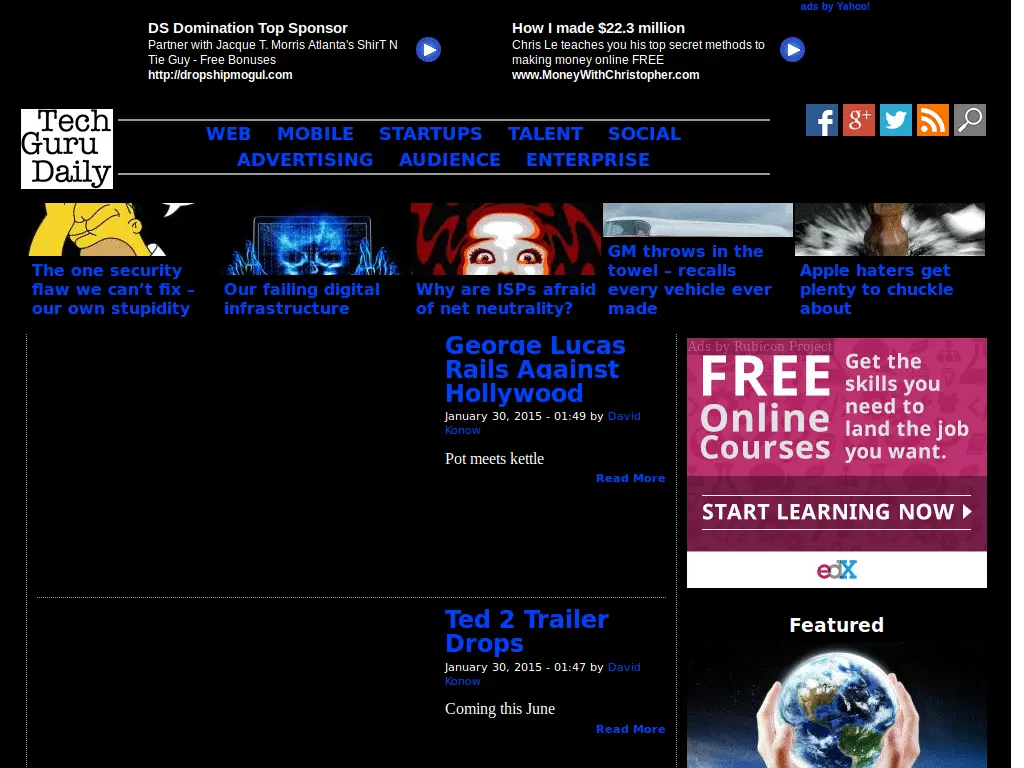 ads by Yahoo!
DS Domination Top Sponsor
Partner with Jacque T. Morris Atlanta's ShirT N
Tie Guy - Free Bonuses
http://dropshipmogul.com
How I made $22.3 million
Chris Le teaches you his top secret methods to
making money online FREE
www.MoneyWithChristopher.com
Tech
Guru
Daily
WEB MOBILE STARTUPS TALENT SOCIAL
ADVERTISING AUDIENCE ENTERPRISE
The one security
flaw we can’t fix –
our own stupidity
Our failing digital
infrastructure
Why are ISPs afraid
of net neutrality?
GM throws in the
towel – recalls
every vehicle ever
made
Apple haters get
plenty to chuckle
about
George Lucas
Rails Against
Hollywood
January 30, 2015 - 01:49 by David
Konow
Pot meets kettle
Read More
Ted 2 Trailer
Drops
January 30, 2015 - 01:47 by David
Konow
Coming this June
Read More
Ads by Rubicon Project
FREE
Online
Courses
Get the
skills you
need to
land the job
you want.
START LEARNING NOW
edX
Featured